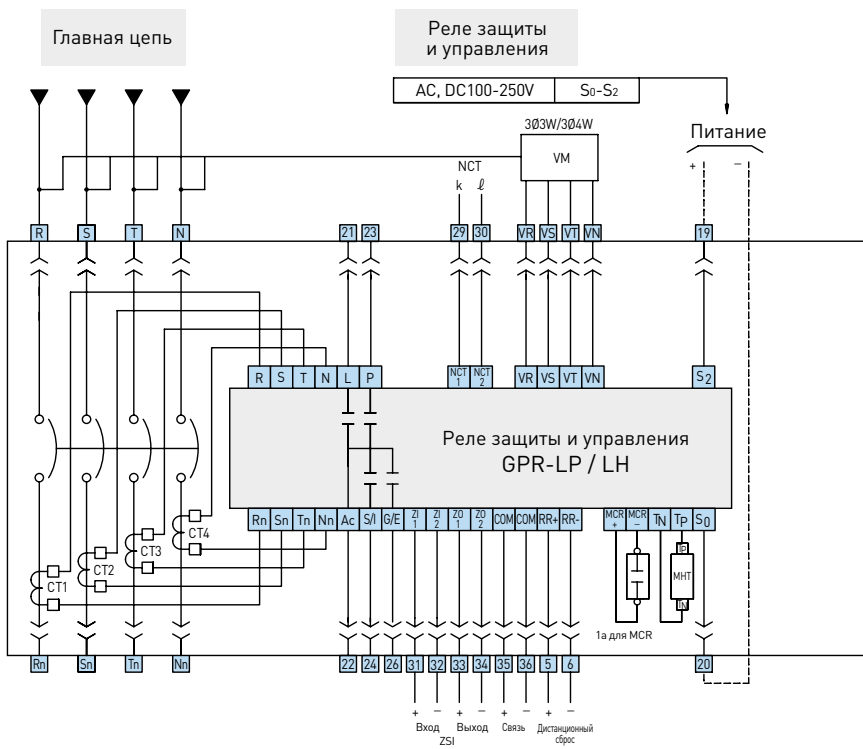 Главная цепь
Реле защиты
и управления
AC, DC100-250V S0-S2
3Ø3W/3Ø4W
VM
Питание
+ −
NCT
k ℓ
R S T N 21 23 29 30 VR VS VT VN 19
R S T N L P NCT 1 NCT 2 VR VS VT VN S2
Реле защиты и управления
GPR-LP / LH
Rn Sn Tn Nn Ac S/I G/E ZI 1 ZI 2 ZO 1 ZO 2 COM COM RR+ RR- MCR + MCR − TN TP S0
CT1 CT2 CT3 CT4
TP
MHT
TN
1a для MCR
Rn Sn Tn Nn 22 24 26 31 32 33 34 35 36 5 6 20
+ − + − + − + −
Вход Выход Связь Дистанционный
сброс
ZSI